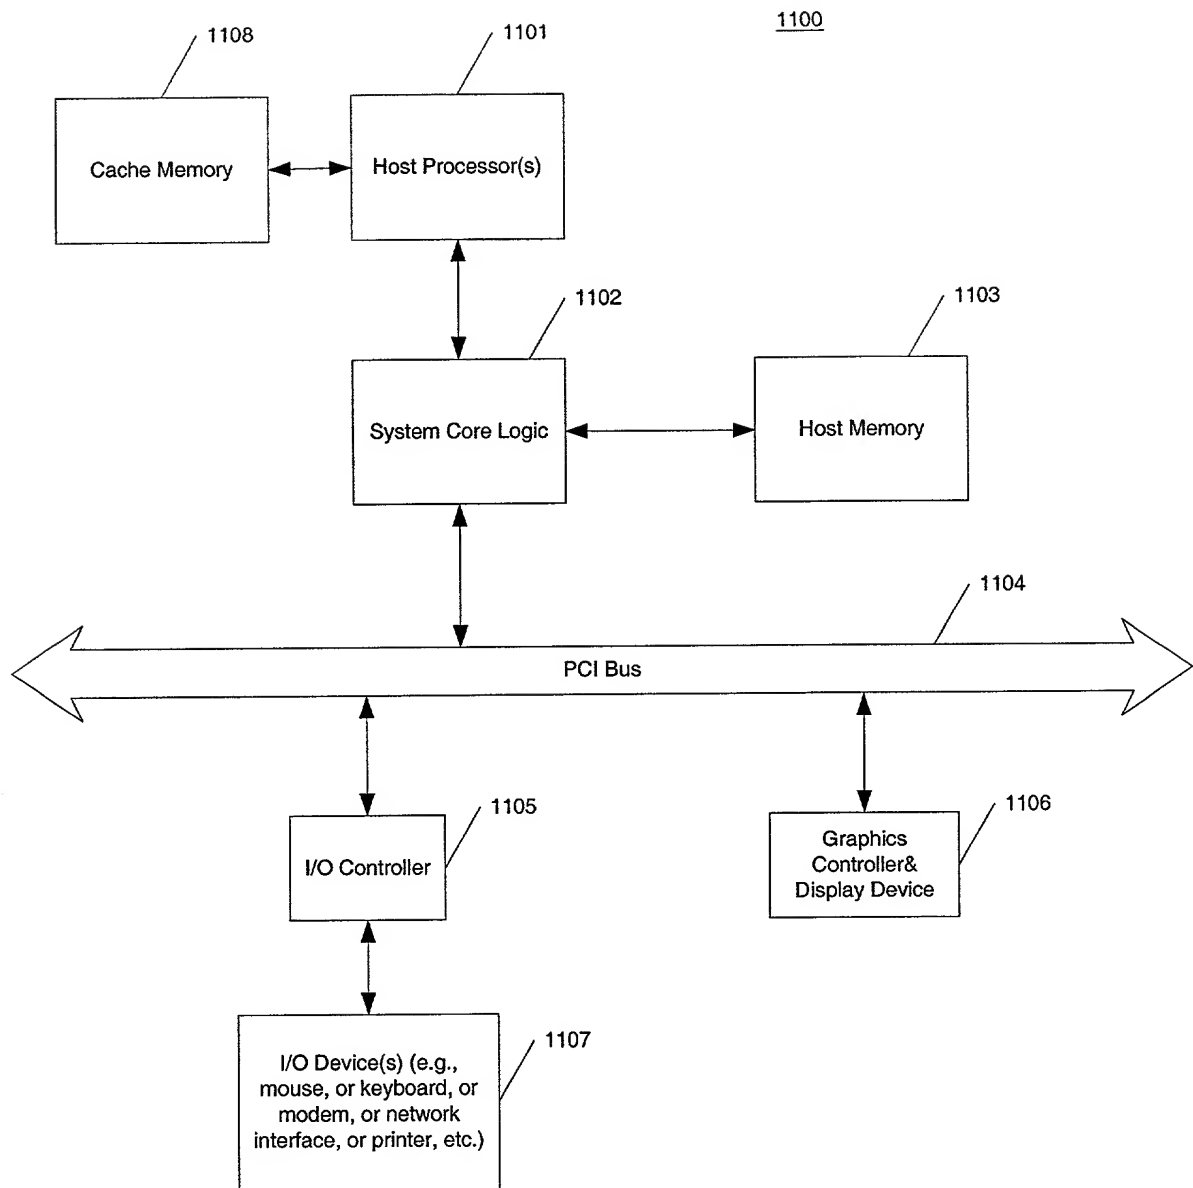 1100
1108
1101
Cache Memory
Host Processor(s)
1102
1103
System Core Logic
Host Memory
1104
PCI Bus
1105
1106
I/O Controller
Graphics
Controller&
Display Device
1107
I/O Device(s) (e.g.,
mouse, or keyboard, or
modem, or network
interface, or printer, etc.)